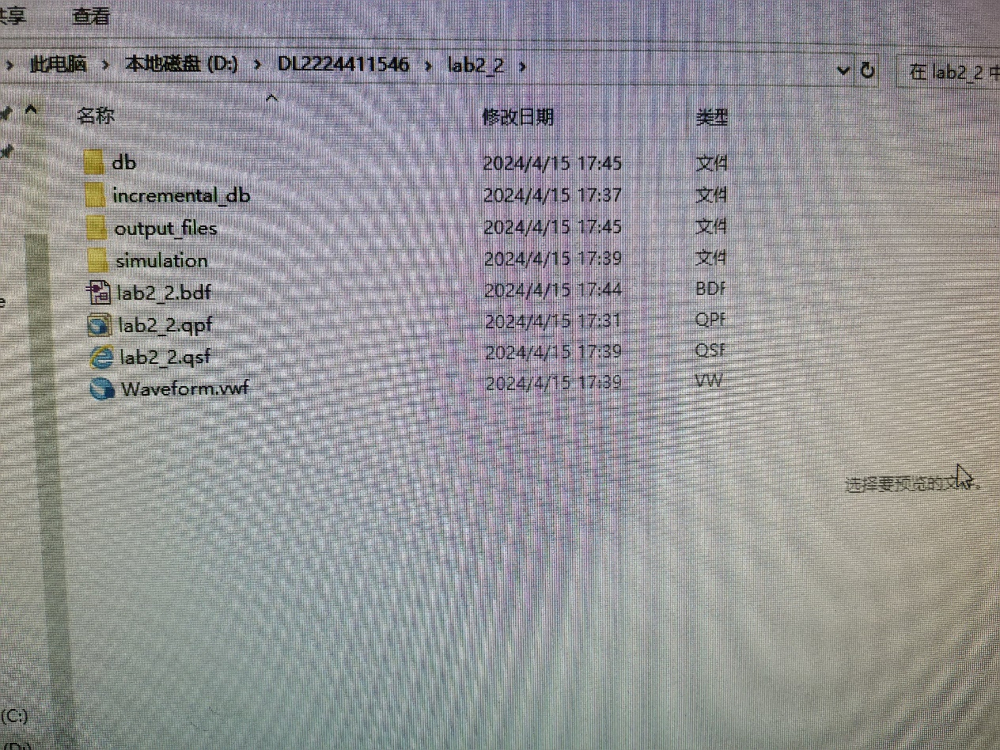 共享 查看
此电脑 › 本地磁盘 (D:) › DL2224411546 › lab2_2 › 在 lab2_2 中
名称 修改日期 类型
db 2024/4/15 17:45 文件
incremental_db 2024/4/15 17:37 文件
output_files 2024/4/15 17:45 文件
simulation 2024/4/15 17:39 文件
lab2_2.bdf 2024/4/15 17:44 BDF
lab2_2.qpf 2024/4/15 17:31 QPF
lab2_2.qsf 2024/4/15 17:39 QSF
Waveform.vwf 2024/4/15 17:39 VW
选择要预览的文
(C:)
(D:)